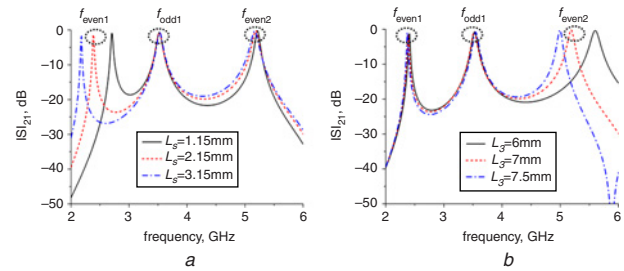 f_even1 f_odd1 f_even2
0
−10
−20
−30
−40
−50
ISI_21, dB
L_s=1.15mm
L_s=2.15mm
L_s=3.15mm
2 3 4 5 6
frequency, GHz
a
f_even1 f_odd1 f_even2
0
−10
−20
−30
−40
−50
ISI_21, dB
L_3=6mm
L_3=7mm
L_3=7.5mm
2 3 4 5 6
frequency, GHz
b